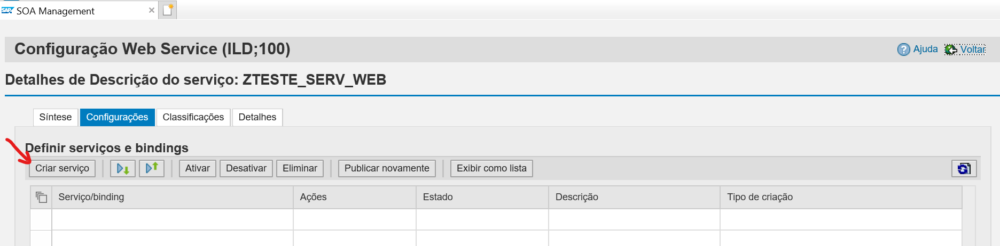 SAP SOA Management
Configuração Web Service (ILD;100)
Ajuda Voltar
Detalhes de Descrição do serviço: ZTESTE_SERV_WEB
Síntese Configurações Classificações Detalhes
Definir serviços e bindings
Criar serviço Ativar Desativar Eliminar Publicar novamente Exibir como lista
Serviço/binding Ações Estado Descrição Tipo de criação